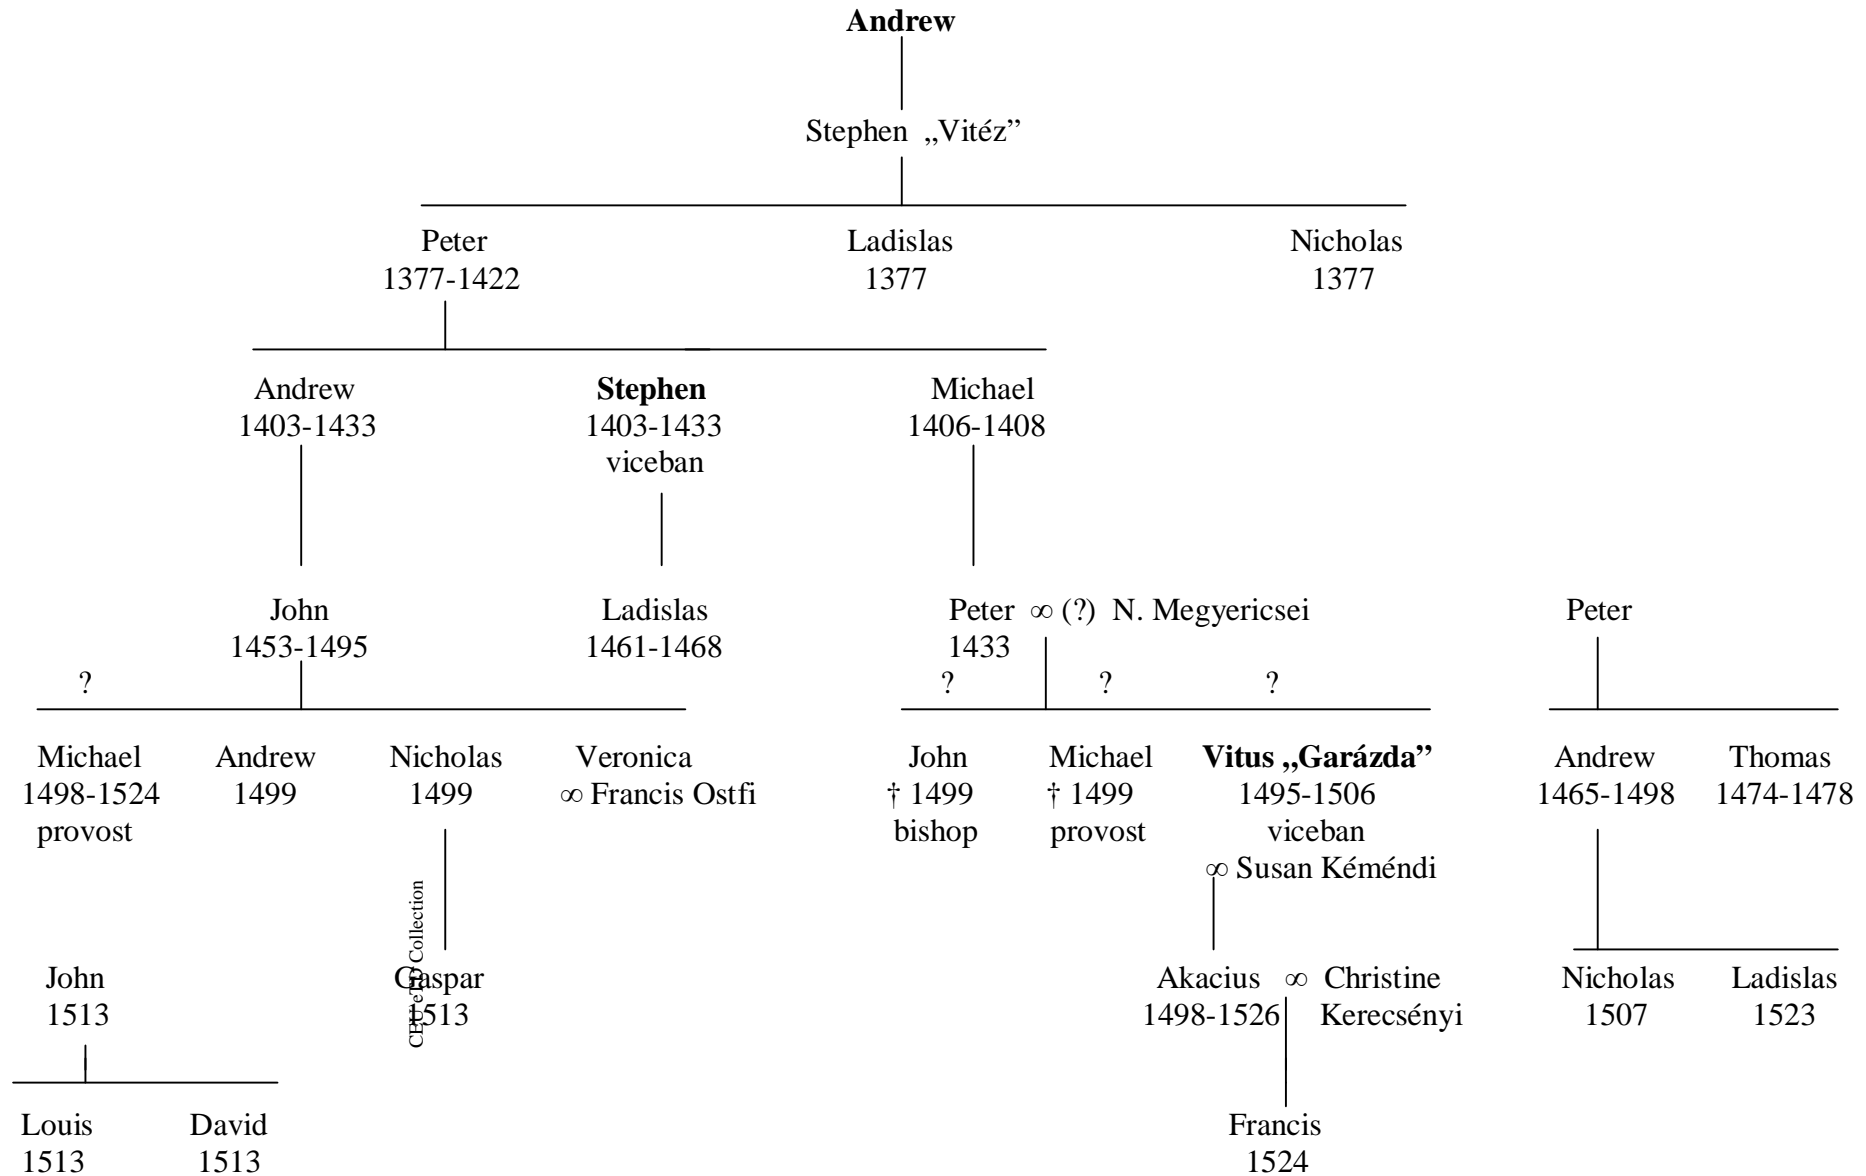 Andrew
Stephen „Vitéz”
Peter Ladislas Nicholas
1377-1422 1377 1377
Andrew Stephen Michael
1403-1433 1403-1433 1406-1408
viceban
John Ladislas Peter ∞ (?) N. Megyericsei Peter
1453-1495 1461-1468 1433
? ? ? ?
Michael Andrew Nicholas Veronica John Michael Vitus „Garázda” Andrew Thomas
1498-1524 1499 1499 ∞ Francis Ostfi † 1499 † 1499 1495-1506 1465-1498 1474-1478
provost bishop provost viceban
∞ Susan Kéméndi
CEU eTD Collection
John Gaspar Akacius ∞ Christine Nicholas Ladislas
1513 1513 1498-1526 Kerecsényi 1507 1523
Louis David Francis
1513 1513 1524